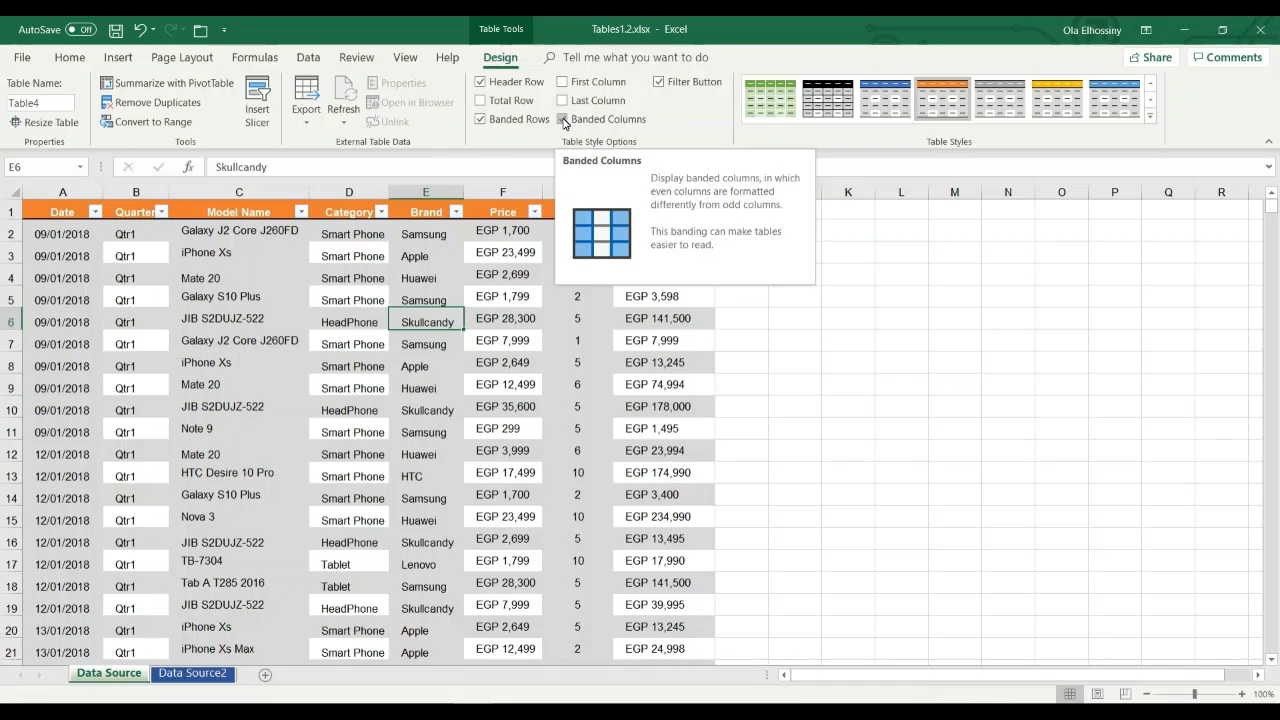 AutoSave Off Table Tools Tables1.2.xlsx - Excel Ola Elhossiny
File Home Insert Page Layout Formulas Data Review View Help Design Tell me what you want to do Share Comments
Table Name:
Table4
Resize Table
Properties
Summarize with PivotTable
Remove Duplicates
Convert to Range
Insert
Slicer
Tools
Export
Refresh
Properties
Open in Browser
Unlink
External Table Data
Header Row First Column Filter Button
Total Row Last Column
Banded Rows Banded Columns
Table Style Options
Table Styles
E6 fx Skullcandy
Banded Columns
Display banded columns, in which
even columns are formatted
differently from odd columns.
This banding can make tables
easier to read.
A B C D E F K L M N O P Q R
1 Date Quarter Model Name Category Brand Price
2 09/01/2018 Qtr1 Galaxy J2 Core J260FD Smart Phone Samsung EGP 1,700
3 09/01/2018 Qtr1 iPhone Xs Smart Phone Apple EGP 23,499
4 09/01/2018 Qtr1 Mate 20 Smart Phone Huawei EGP 2,699
5 09/01/2018 Qtr1 Galaxy S10 Plus Smart Phone Samsung EGP 1,799 2 EGP 3,598
6 09/01/2018 Qtr1 JIB S2DUJZ-522 HeadPhone Skullcandy EGP 28,300 5 EGP 141,500
7 09/01/2018 Qtr1 Galaxy J2 Core J260FD Smart Phone Samsung EGP 7,999 1 EGP 7,999
8 09/01/2018 Qtr1 iPhone Xs Smart Phone Apple EGP 2,649 5 EGP 13,245
9 09/01/2018 Qtr1 Mate 20 Smart Phone Huawei EGP 12,499 6 EGP 74,994
10 09/01/2018 Qtr1 JIB S2DUJZ-522 HeadPhone Skullcandy EGP 35,600 5 EGP 178,000
11 09/01/2018 Qtr1 Note 9 Smart Phone Samsung EGP 299 5 EGP 1,495
12 09/01/2018 Qtr1 Mate 20 Smart Phone Huawei EGP 3,999 6 EGP 23,994
13 12/01/2018 Qtr1 HTC Desire 10 Pro Smart Phone HTC EGP 17,499 10 EGP 174,990
14 12/01/2018 Qtr1 Galaxy S10 Plus Smart Phone Samsung EGP 1,700 2 EGP 3,400
15 12/01/2018 Qtr1 Nova 3 Smart Phone Huawei EGP 23,499 10 EGP 234,990
16 12/01/2018 Qtr1 JIB S2DUJZ-522 HeadPhone Skullcandy EGP 2,699 5 EGP 13,495
17 12/01/2018 Qtr1 TB-7304 Tablet Lenovo EGP 1,799 10 EGP 17,990
18 12/01/2018 Qtr1 Tab A T285 2016 Tablet Samsung EGP 28,300 5 EGP 141,500
19 12/01/2018 Qtr1 JIB S2DUJZ-522 HeadPhone Skullcandy EGP 7,999 5 EGP 39,995
20 13/01/2018 Qtr1 iPhone Xs Smart Phone Apple EGP 2,649 5 EGP 13,245
21 13/01/2018 Qtr1 iPhone Xs Max Smart Phone Apple EGP 12,499 2 EGP 24,998
Data Source Data Source2
100%